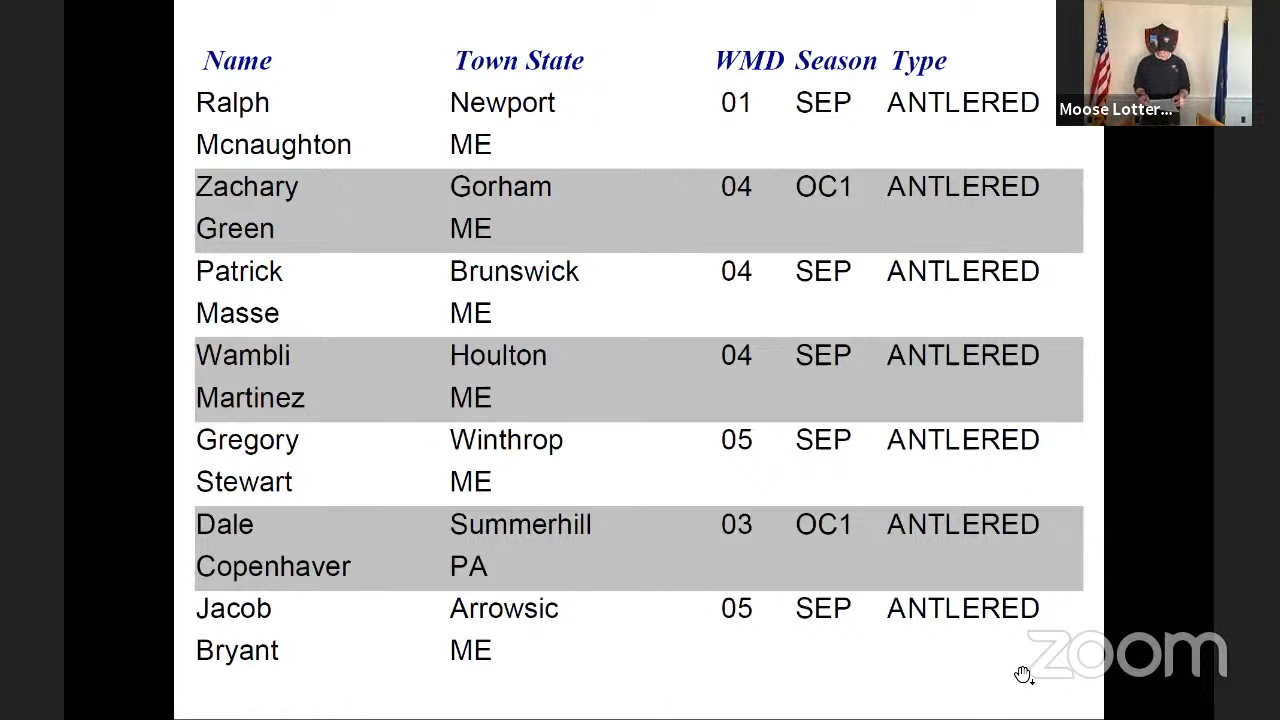 Name Town State WMD Season Type
Ralph Newport 01 SEP ANTLERED
Mcnaughton ME
Zachary Gorham 04 OC1 ANTLERED
Green ME
Patrick Brunswick 04 SEP ANTLERED
Masse ME
Wambli Houlton 04 SEP ANTLERED
Martinez ME
Gregory Winthrop 05 SEP ANTLERED
Stewart ME
Dale Summerhill 03 OC1 ANTLERED
Copenhaver PA
Jacob Arrowsic 05 SEP ANTLERED
Bryant ME
Moose Lotter...
zoom